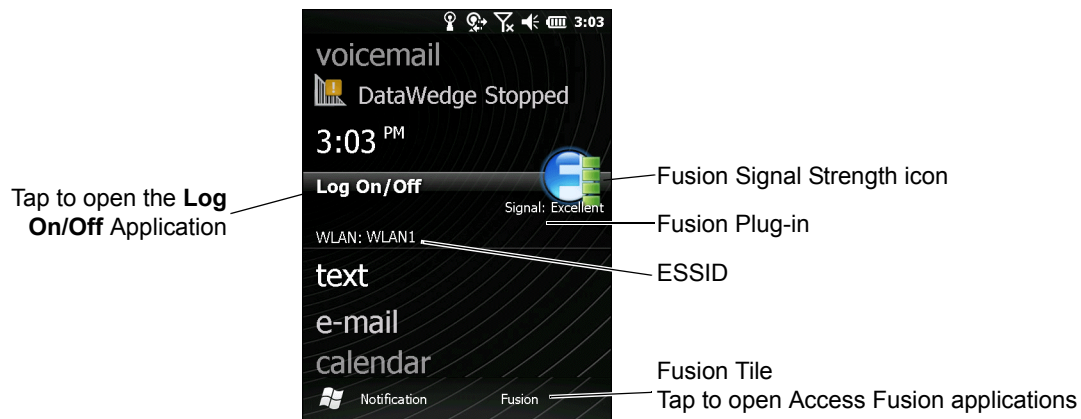 3:03
voicemail
DataWedge Stopped
3:03 PM
Log On/Off
Signal: Excellent
WLAN: WLAN1
text
e-mail
calendar
Notification Fusion
Tap to open the Log
On/Off Application
Fusion Signal Strength icon
Fusion Plug-in
ESSID
Fusion Tile
Tap to open Access Fusion applications